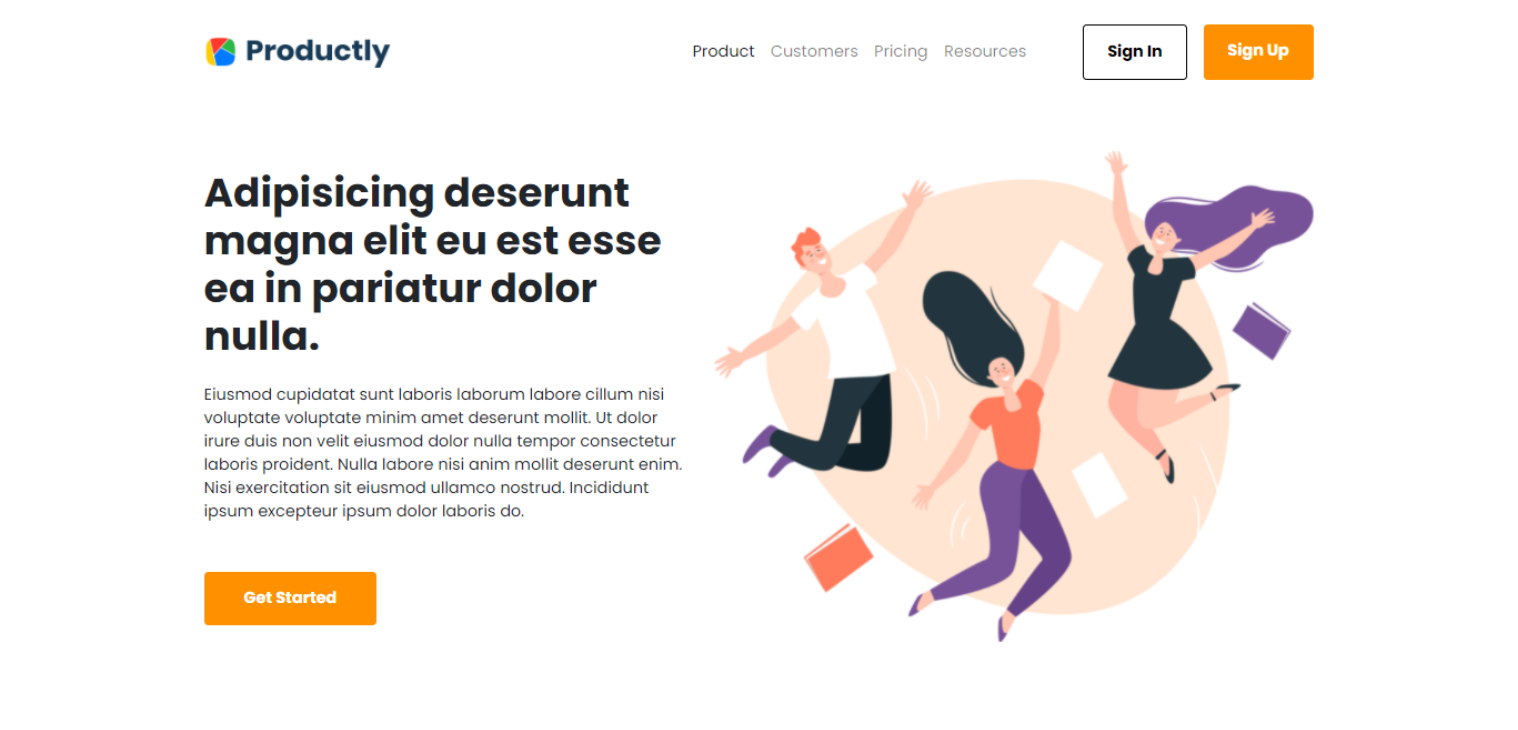 Productly
Product Customers Pricing Resources
Sign In
Sign Up
Adipisicing deserunt
magna elit eu est esse
ea in pariatur dolor
nulla.
Eiusmod cupidatat sunt laboris laborum labore cillum nisi
voluptate voluptate minim amet deserunt mollit. Ut dolor
irure duis non velit eiusmod dolor nulla tempor consectetur
laboris proident. Nulla labore nisi anim mollit deserunt enim.
Nisi exercitation sit eiusmod ullamco nostrud. Incididunt
ipsum excepteur ipsum dolor laboris do.
Get Started